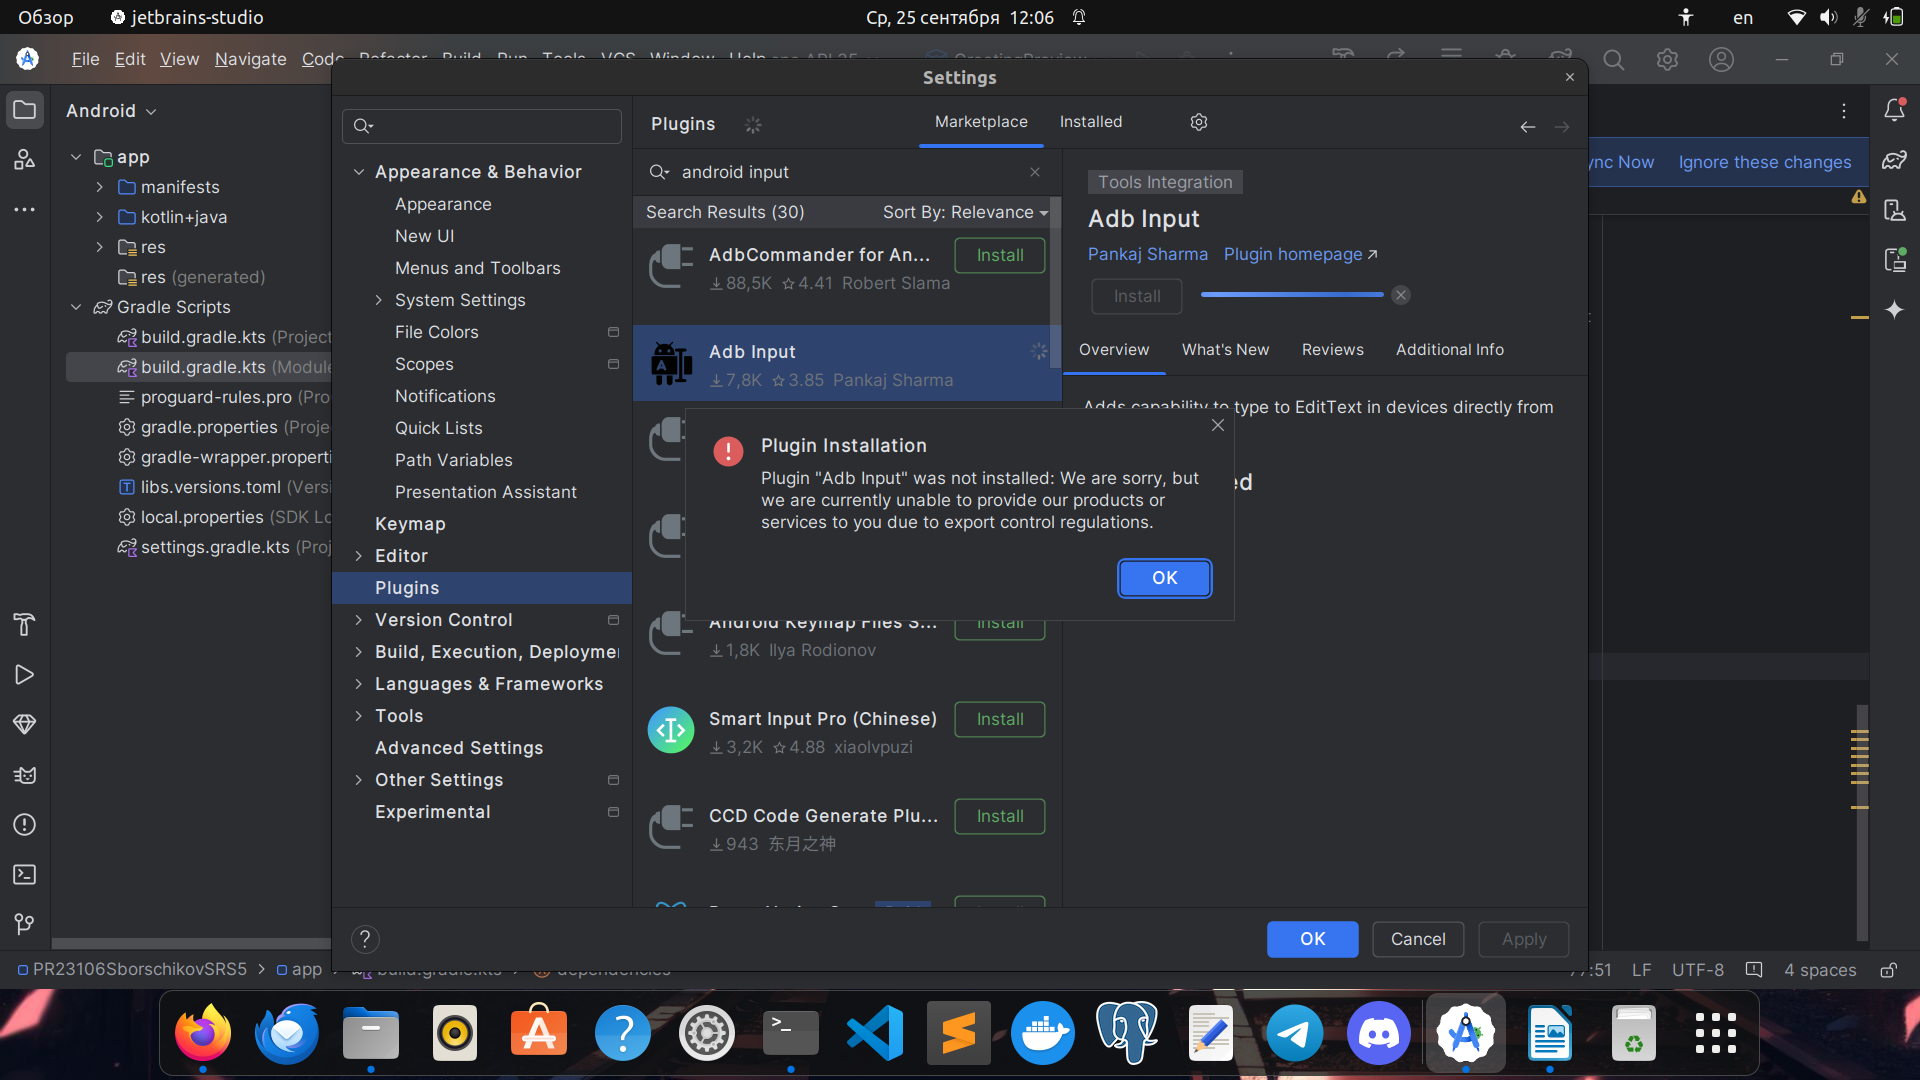 Обзор
jetbrains-studio
Ср, 25 сентября 12:06
en
File Edit View Navigate Code Refactor Build Run Tools VCS Window Help
Settings
Android
app
manifests
kotlin+java
res
res (generated)
Gradle Scripts
build.gradle.kts (Project
build.gradle.kts (Module
proguard-rules.pro (Pro
gradle.properties (Proje
gradle-wrapper.properti
libs.versions.toml (Versi
local.properties (SDK Lo
settings.gradle.kts (Proj
Appearance & Behavior
Appearance
New UI
Menus and Toolbars
System Settings
File Colors
Scopes
Notifications
Quick Lists
Path Variables
Presentation Assistant
Keymap
Editor
Plugins
Version Control
Build, Execution, Deployme
Languages & Frameworks
Tools
Advanced Settings
Other Settings
Experimental
Plugins
Marketplace
Installed
android input
Search Results (30)
Sort By: Relevance
AdbCommander for An...
Install
88,5K 4.41 Robert Slama
Adb Input
7,8K 3.85 Pankaj Sharma
Android Keymap Files S...
Install
1,8K Ilya Rodionov
Smart Input Pro (Chinese)
Install
3,2K 4.88 xiaolvpuzi
CCD Code Generate Plu...
Install
943 东月之神
Tools Integration
Adb Input
Pankaj Sharma
Plugin homepage
Install
Overview
What's New
Reviews
Additional Info
Adds capability to type to EditText in devices directly from
ed
Plugin Installation
Plugin "Adb Input" was not installed: We are sorry, but
we are currently unable to provide our products or
services to you due to export control regulations.
OK
ync Now
Ignore these changes
?
OK
Cancel
Apply
PR23106SborschikovSRS5
app
build.gradle.kts
dependencies
:51
LF
UTF-8
4 spaces